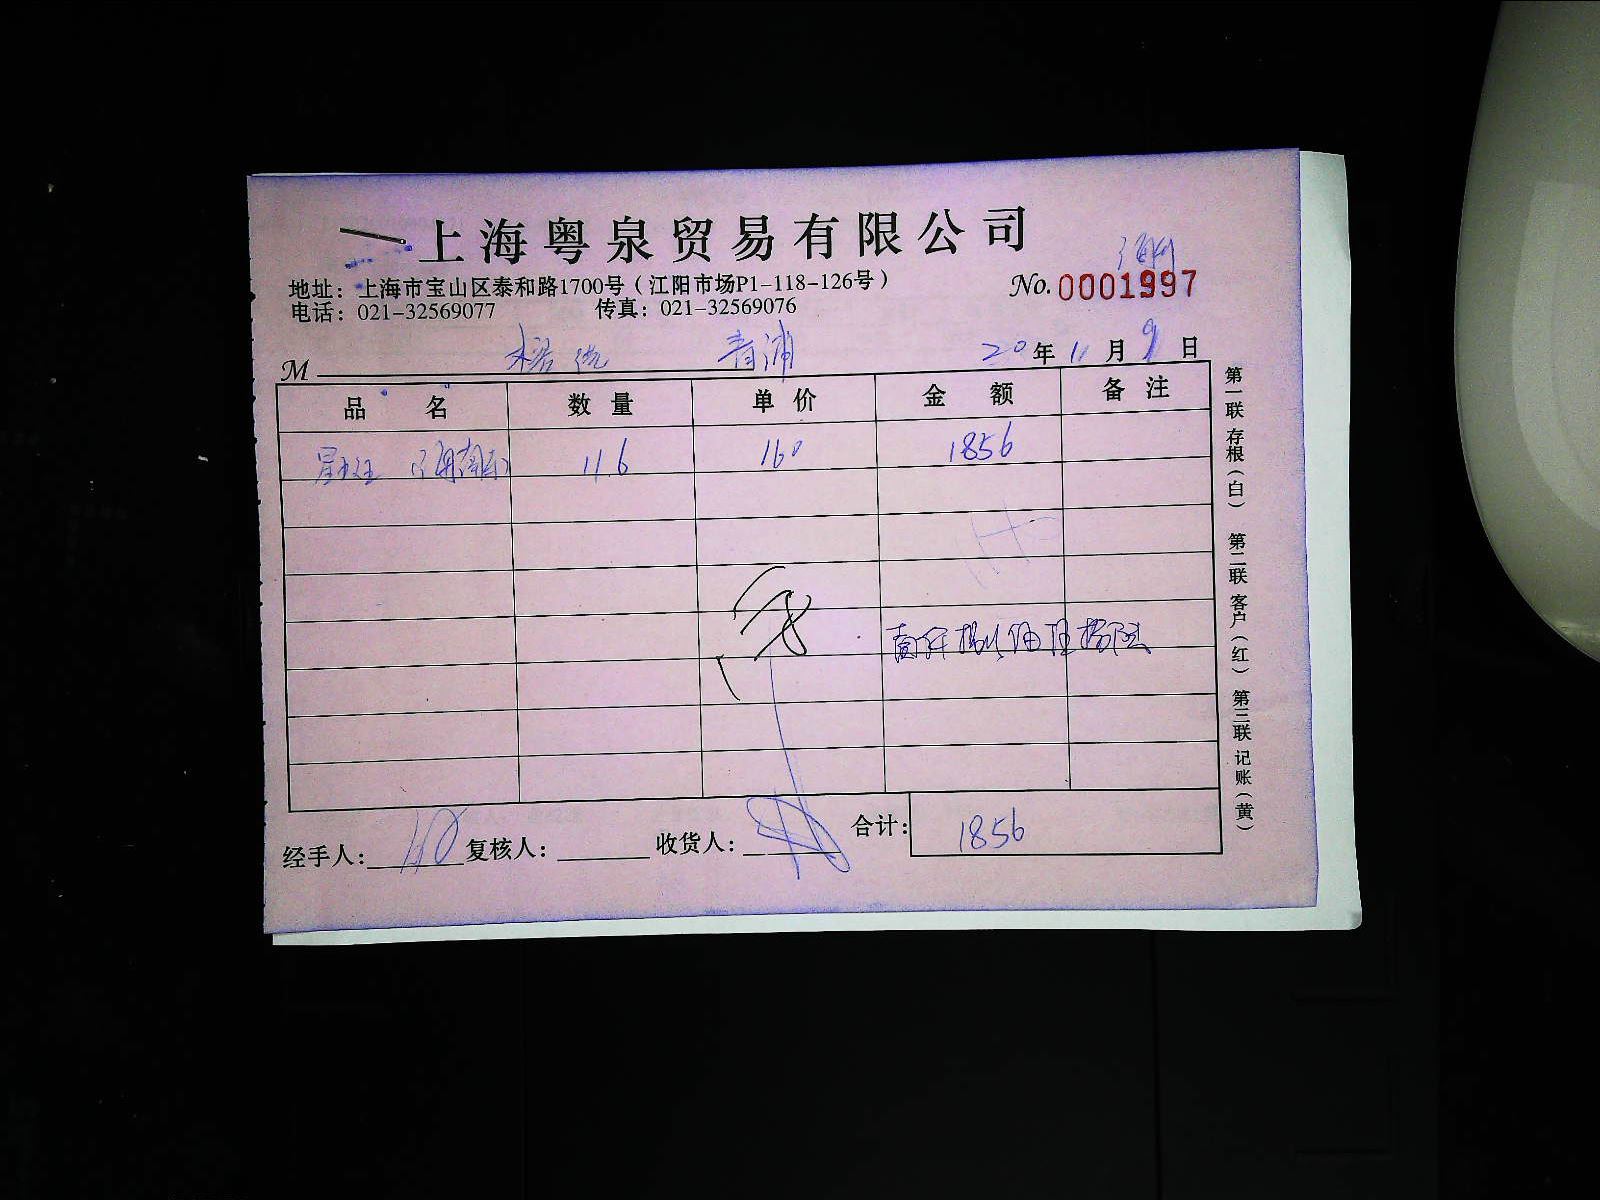 上海粤泉贸易有限公司
地址：上海市宝山区泰和路1700号（江阳市场P1-118-126号）
No. 0001997
电话：021-32569077 传真：021-32569076
M 青浦 20年11月9日
品名 数量 单价 金额 备注
星斑 11.6 160 1856
经手人： 复核人： 收货人： 合计： 1856
第一联 存根（白） 第二联 客户（红） 第三联 记账（黄）